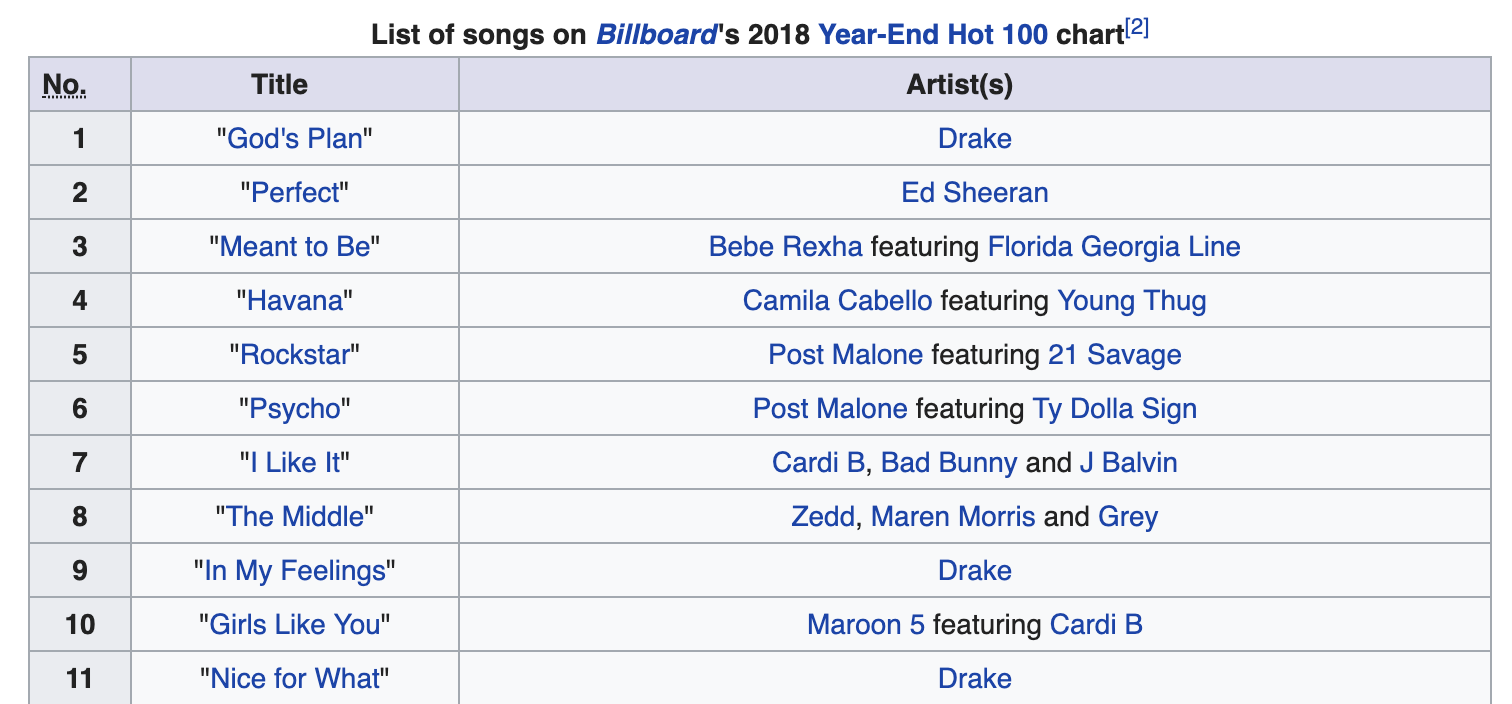 List of songs on Billboard's 2018 Year-End Hot 100 chart[2]
No. Title Artist(s)
1 "God's Plan" Drake
2 "Perfect" Ed Sheeran
3 "Meant to Be" Bebe Rexha featuring Florida Georgia Line
4 "Havana" Camila Cabello featuring Young Thug
5 "Rockstar" Post Malone featuring 21 Savage
6 "Psycho" Post Malone featuring Ty Dolla Sign
7 "I Like It" Cardi B, Bad Bunny and J Balvin
8 "The Middle" Zedd, Maren Morris and Grey
9 "In My Feelings" Drake
10 "Girls Like You" Maroon 5 featuring Cardi B
11 "Nice for What" Drake